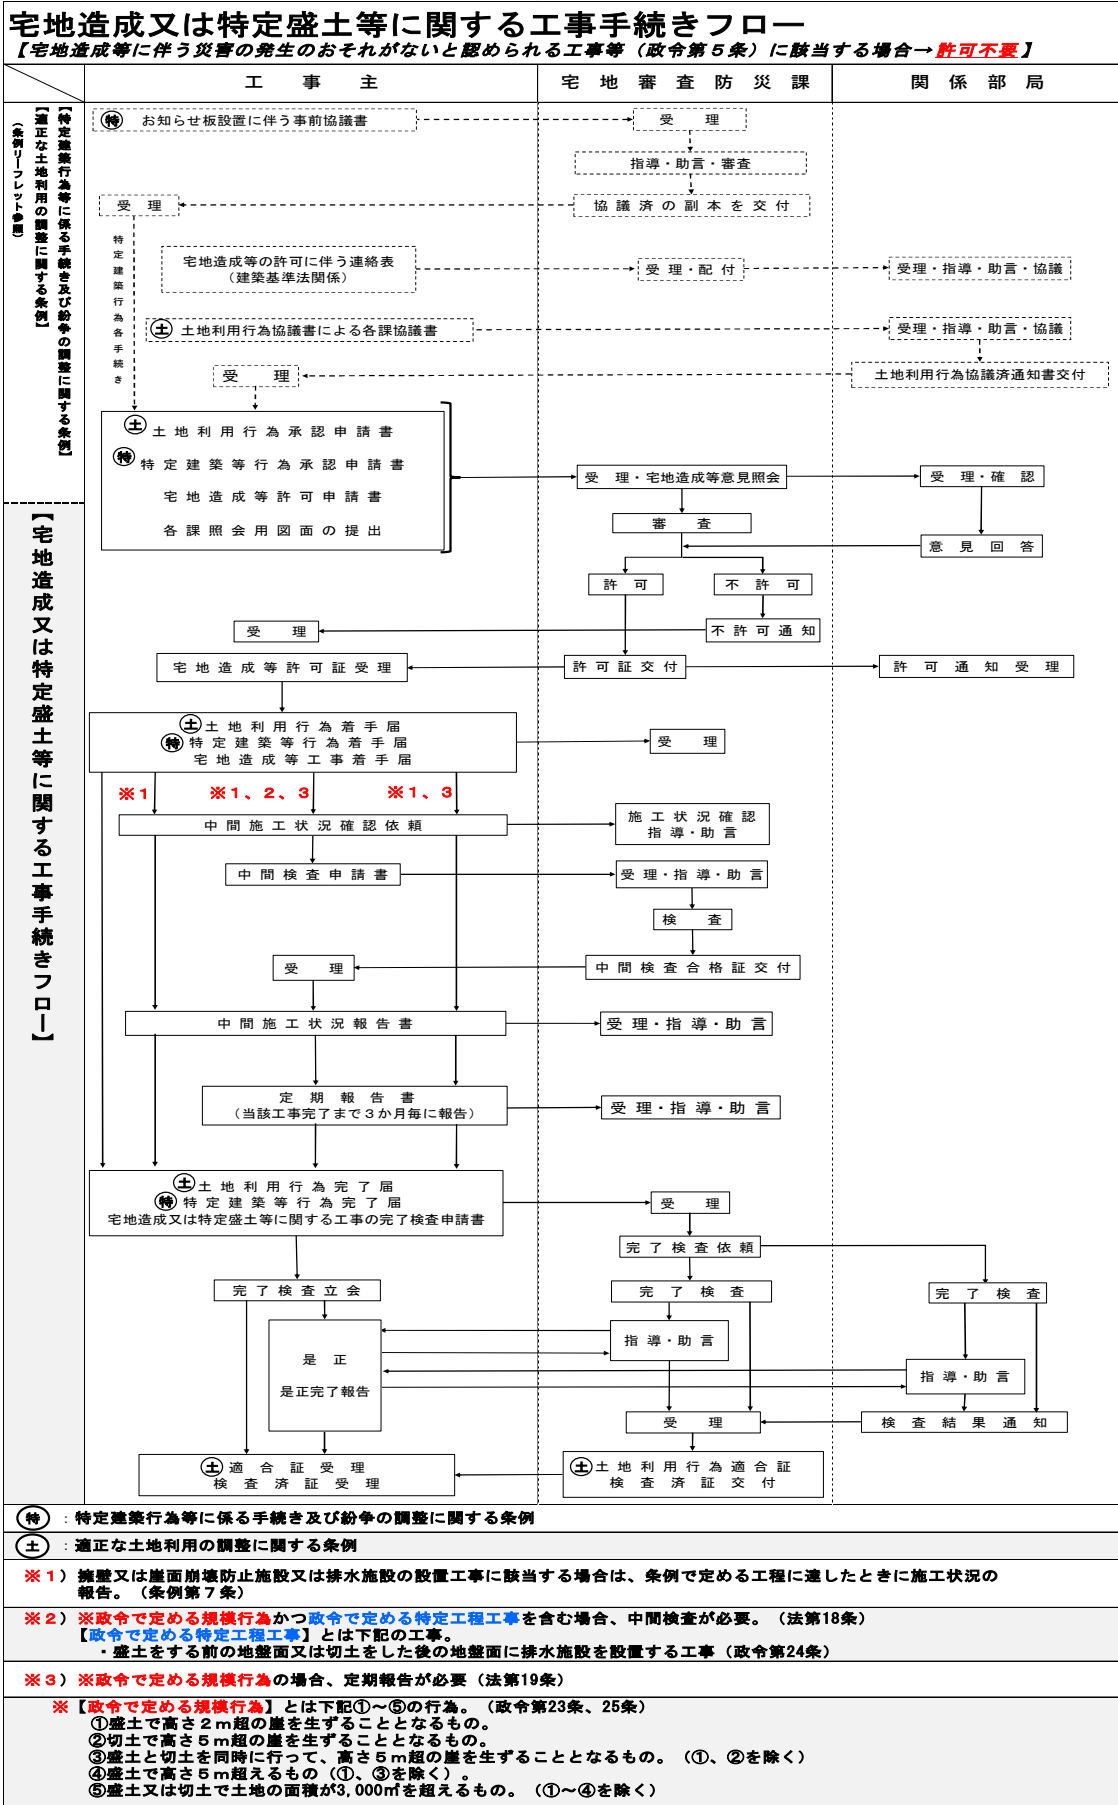 宅地造成又は特定盛土等に関する工事手続きフロー
【宅地造成等に伴う災害の発生のおそれがないと認められる工事等（政令第５条）に該当する場合→許可不要】
工事主
宅地審査防災課
関係部局
【特定建築行為等に係る手続き及び紛争の調整に関する条例】
【適正な土地利用の調整に関する条例】
（条例リーフレット参照）
特 お知らせ板設置に伴う事前協議書
受理
指導・助言・審査
受理
協議済の副本を交付
特定建築行為各手続き
宅地造成等の許可に伴う連絡表
（建築基準法関係）
受理・配付
受理・指導・助言・協議
土 土地利用行為協議書による各課協議書
受理・指導・助言・協議
受理
土地利用行為協議済通知書交付
土 土地利用行為承認申請書
特 特定建築等行為承認申請書
宅地造成等許可申請書
各課照会用図面の提出
受理・宅地造成等意見照会
受理・確認
審査
意見回答
【宅地造成又は特定盛土等に関する工事手続きフロー】
許可
不許可
受理
不許可通知
宅地造成等許可証受理
許可証交付
許可通知受理
土 土地利用行為着手届
特 特定建築等行為着手届
宅地造成等工事着手届
受理
※１
※１、２、３
※１、３
中間施工状況確認依頼
施工状況確認
指導・助言
中間検査申請書
受理・指導・助言
検査
受理
中間検査合格証交付
中間施工状況報告書
受理・指導・助言
定期報告書
（当該工事完了まで３か月毎に報告）
受理・指導・助言
土 土地利用行為完了届
特 特定建築等行為完了届
宅地造成又は特定盛土等に関する工事の完了検査申請書
受理
完了検査依頼
完了検査立会
完了検査
完了検査
是正
是正完了報告
指導・助言
指導・助言
受理
検査結果通知
土 適合証受理
検査済証受理
土 土地利用行為適合証
検査済証交付
特 ：特定建築行為等に係る手続き及び紛争の調整に関する条例
土 ：適正な土地利用の調整に関する条例
※１）擁壁又は崖面崩壊防止施設又は排水施設の設置工事に該当する場合は、条例で定める工程に達したときに施工状況の
報告。（条例第７条）
※２）※政令で定める規模行為かつ政令で定める特定工程工事を含む場合、中間検査が必要。（法第18条）
【政令で定める特定工程工事】とは下記の工事。
・盛土をする前の地盤面又は切土をした後の地盤面に排水施設を設置する工事（政令第24条）
※３）※政令で定める規模行為の場合、定期報告が必要（法第19条）
※【政令で定める規模行為】とは下記①～⑤の行為。（政令第23条、25条）
①盛土で高さ２ｍ超の崖を生ずることとなるもの。
②切土で高さ５ｍ超の崖を生ずることとなるもの。
③盛土と切土を同時に行って、高さ５ｍ超の崖を生ずることとなるもの。（①、②を除く）
④盛土で高さ５ｍ超えるもの（①、③を除く）。
⑤盛土又は切土で土地の面積が3,000㎡を超えるもの。（①～④を除く）